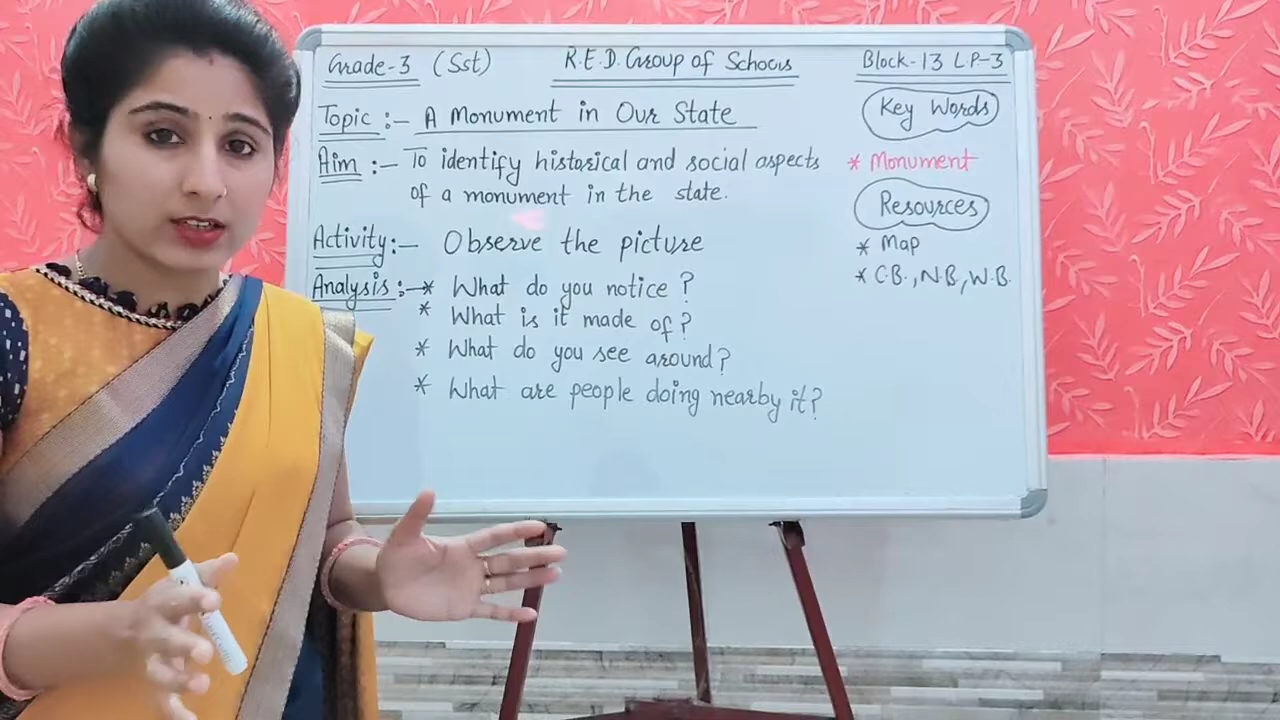 Grade-3 (Sst)
R.E.D. Group of Schools
Block-13 LP-3
Topic :- A Monument in Our State
Aim :- To identify historical and social aspects
of a monument in the state.
Activity:- Observe the picture
Analysis:-* What do you notice ?
* What is it made of ?
* What do you see around?
* What are people doing nearby it?
Key Words
* Monument
Resources
* Map
* C.B., N.B, W.B.